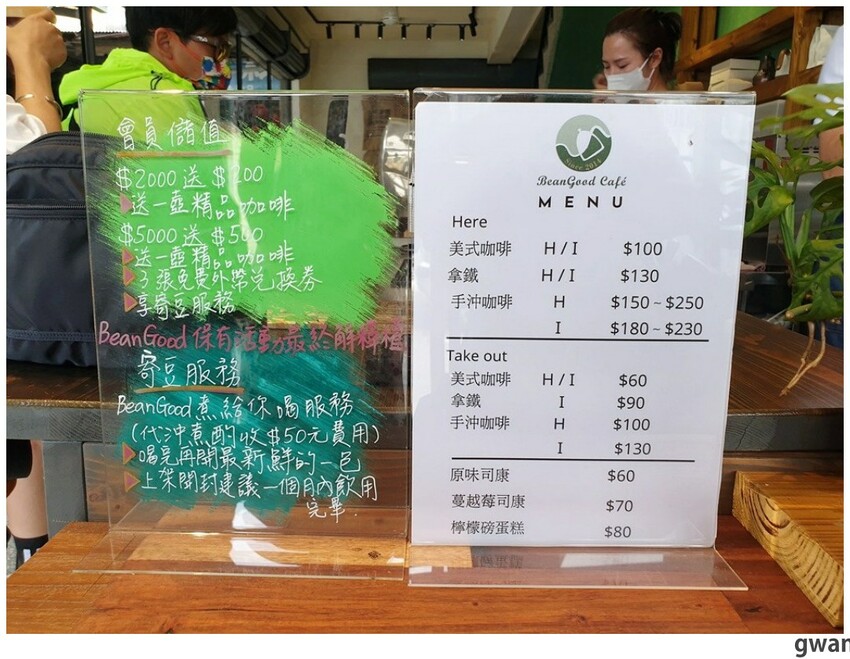 會員儲值
$2000 送 $200
送一壺精品咖啡
$5000 送 $500
送一壺精品咖啡
3張免費外帶兌換券
享寄豆服務
BeanGood 保有活動最終解釋權
寄豆服務
BeanGood煮給你喝服務
(代沖煮酌收$50元費用)
喝完再開最新鮮的一包
上架開封建議一個月內飲用
完畢.
Since 2014
BeanGood Café
MENU
Here
美式咖啡 H / I $100
拿鐵 H / I $130
手沖咖啡 H $150 ~ $250
I $180 ~ $230
Take out
美式咖啡 H / I $60
拿鐵 I $90
手沖咖啡 H $100
I $130
原味司康 $60
蔓越莓司康 $70
檸檬磅蛋糕 $80
gwan